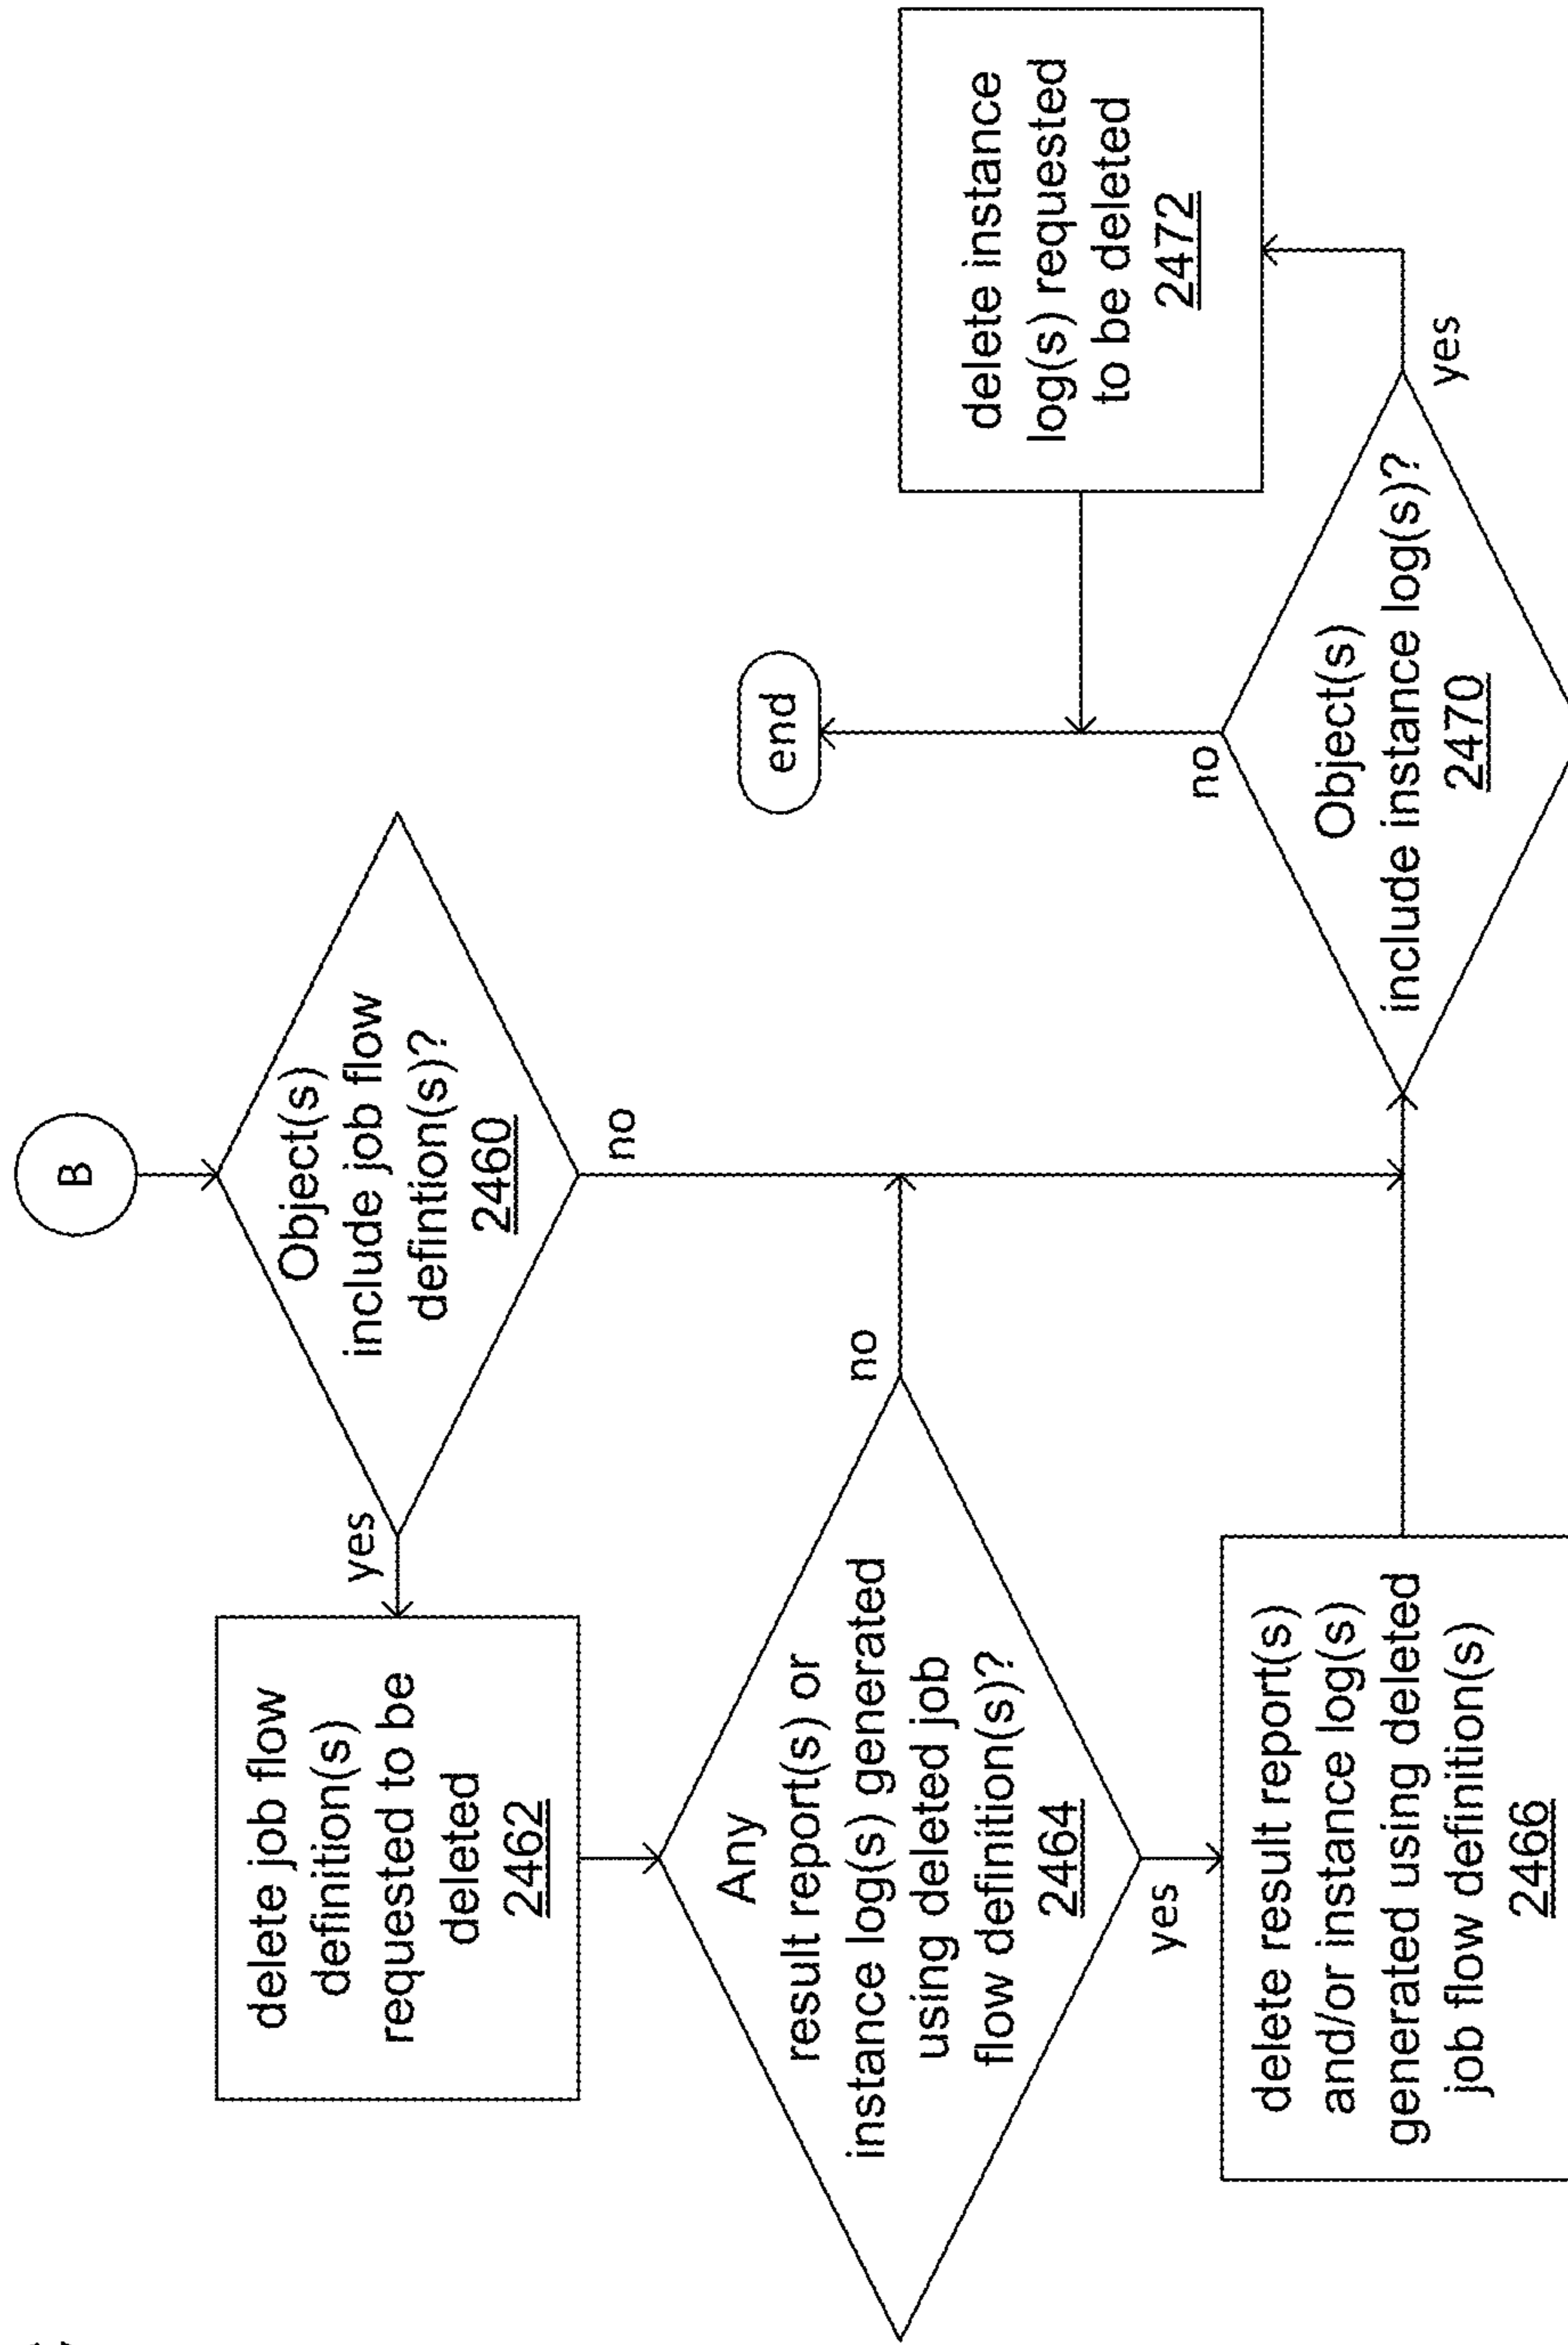 B
Object(s)
include job flow
defintion(s)?
2460
yes
no
delete job flow
definition(s)
requested to be
deleted
2462
Any
result report(s) or
instance log(s) generated
using deleted job
flow definition(s)?
2464
no
yes
delete result report(s)
and/or instance log(s)
generated using deleted
job flow definition(s)
2466
Object(s)
include instance log(s)?
2470
no
yes
delete instance
log(s) requested
to be deleted
2472
end